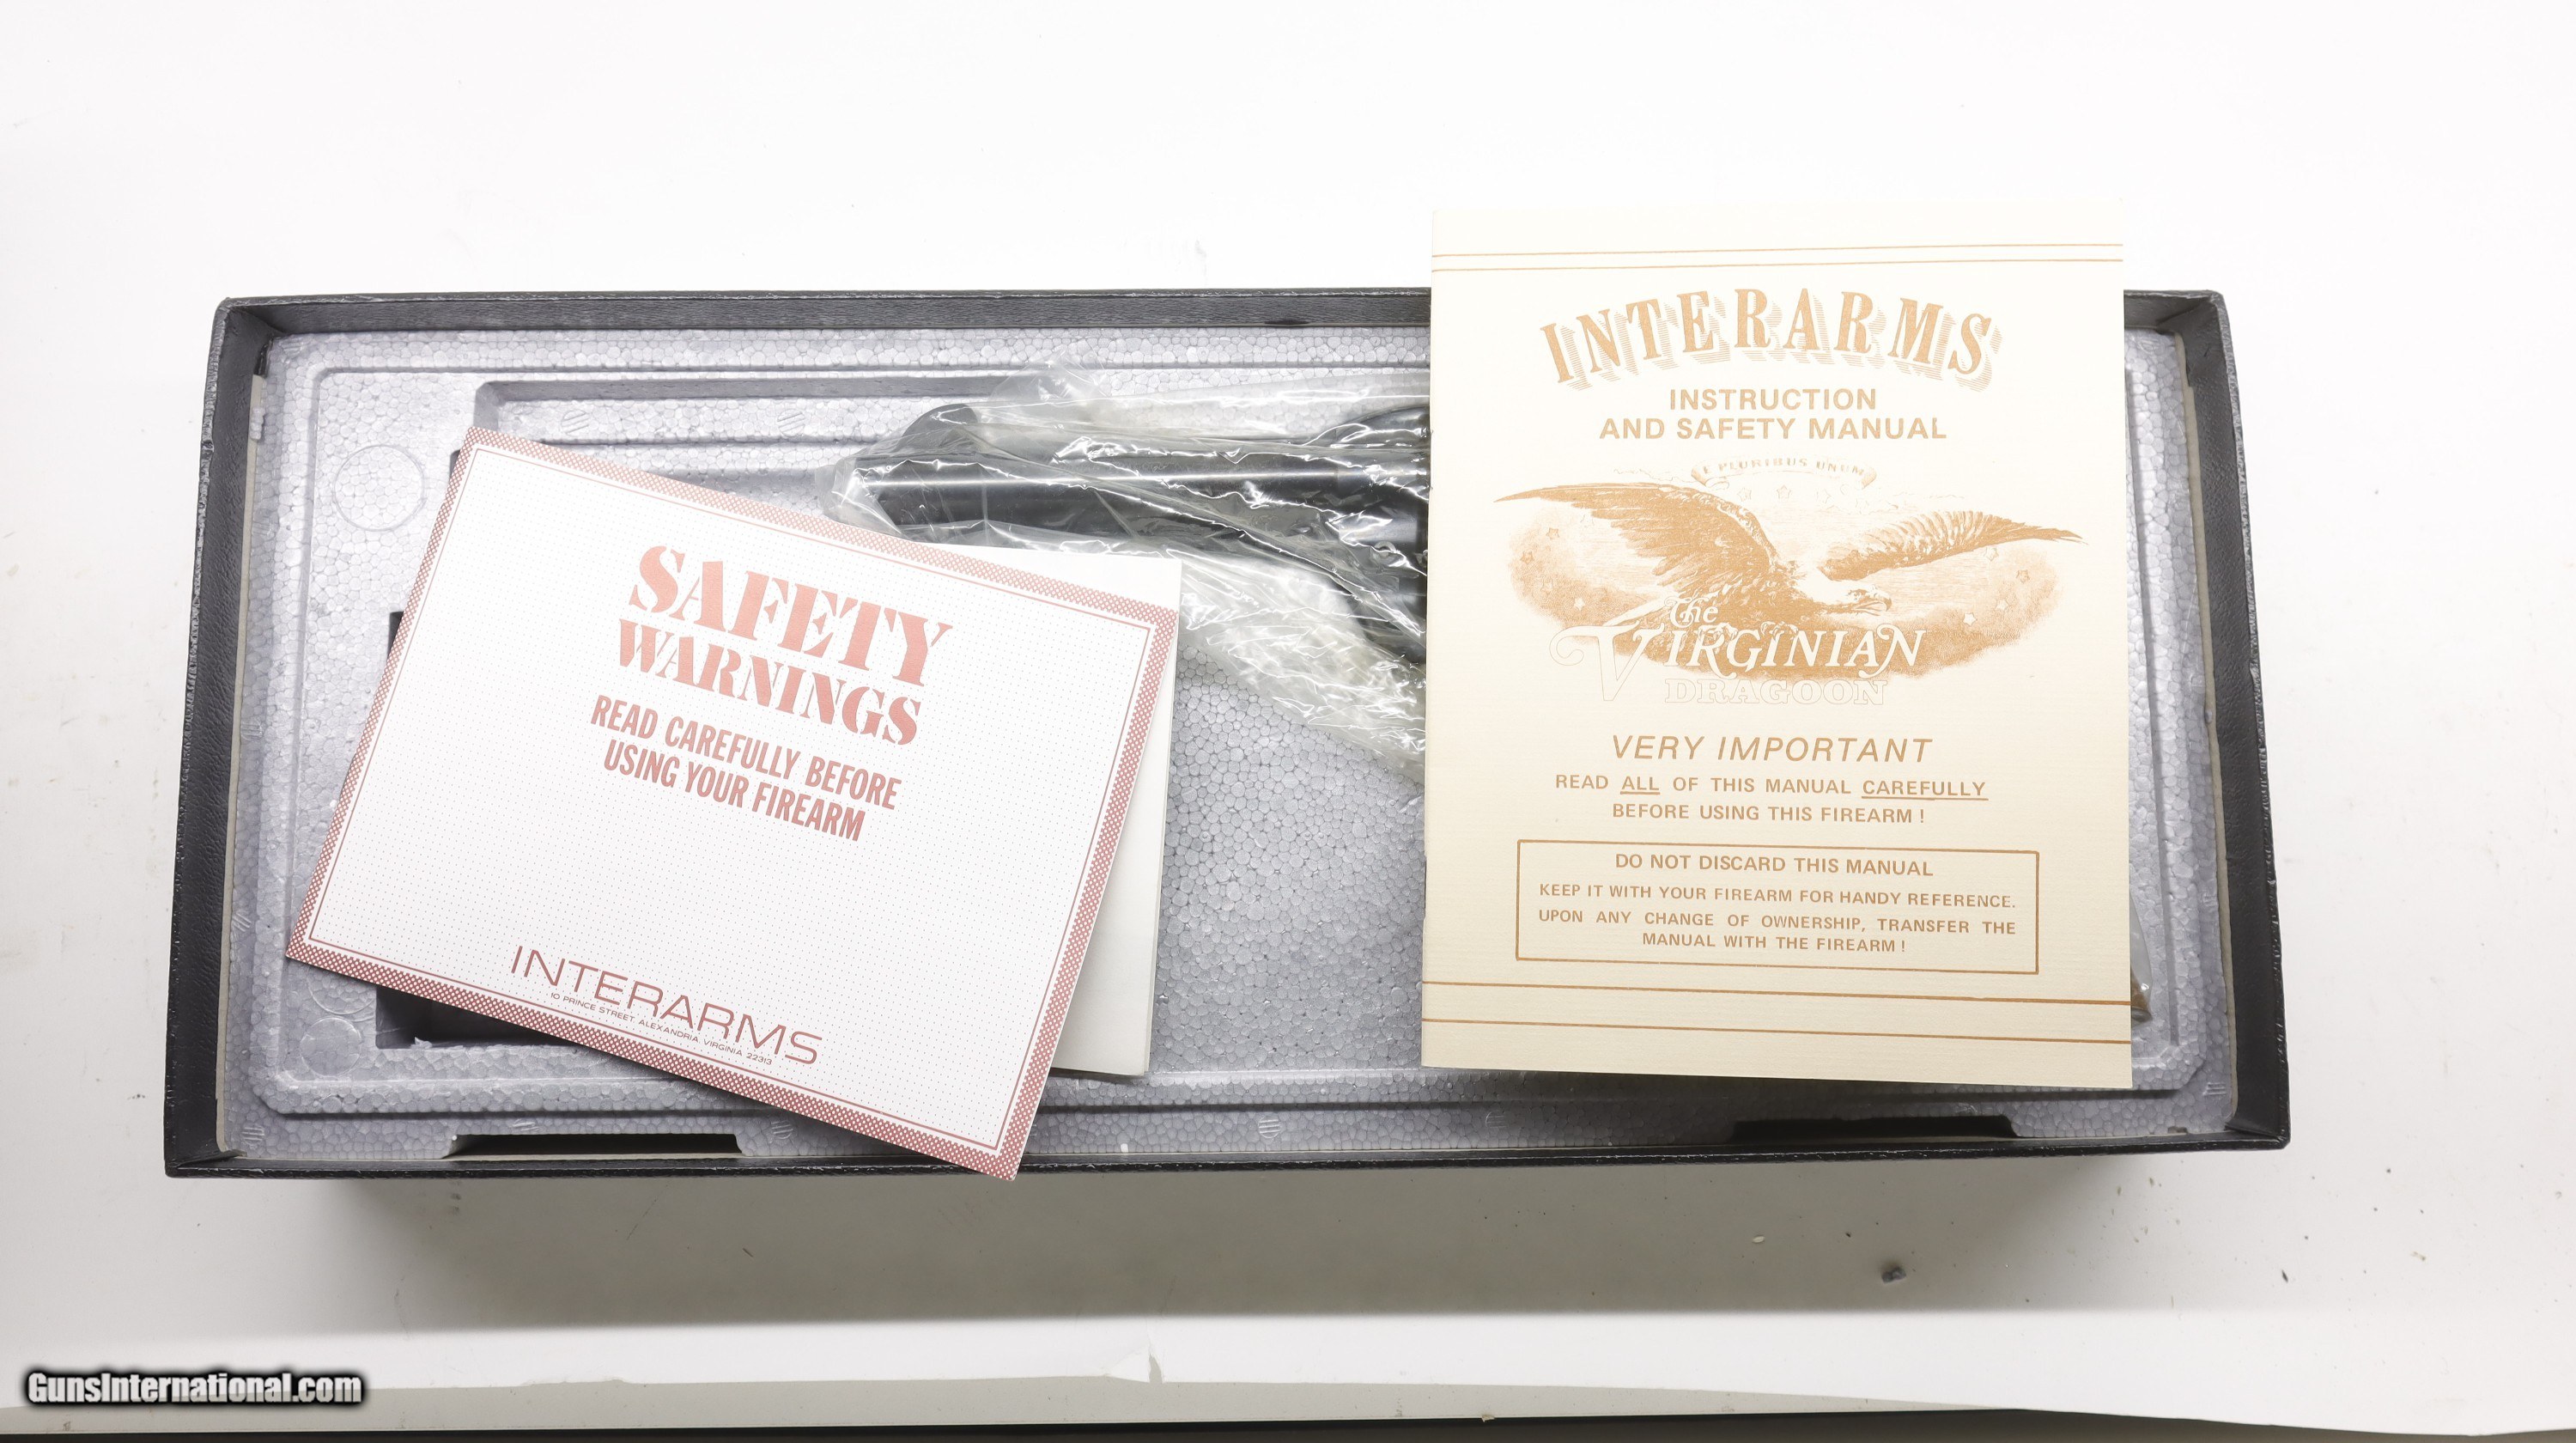 SAFETY
WARNINGS
READ CAREFULLY BEFORE
USING YOUR FIREARM
INTERARMS
10 PRINCE STREET ALEXANDRIA VIRGINIA 22313
INTERARMS
INSTRUCTION
AND SAFETY MANUAL
E PLURIBUS UNUM
The
VIRGINIAN
DRAGOON
VERY IMPORTANT
READ ALL OF THIS MANUAL CAREFULLY
BEFORE USING THIS FIREARM !
DO NOT DISCARD THIS MANUAL
KEEP IT WITH YOUR FIREARM FOR HANDY REFERENCE.
UPON ANY CHANGE OF OWNERSHIP, TRANSFER THE
MANUAL WITH THE FIREARM !
GunsInternational.com